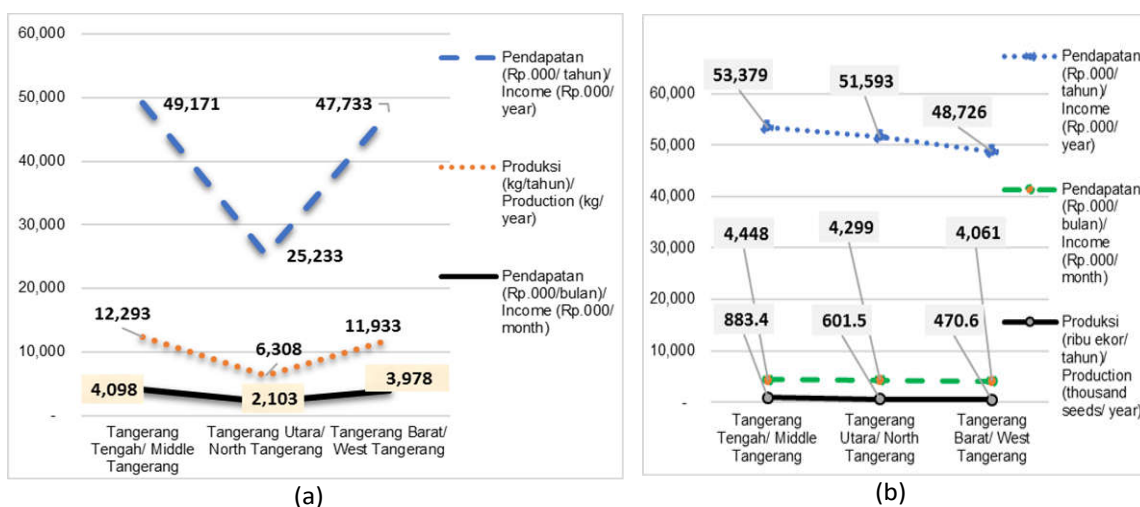 60,000
50,000
40,000
30,000
20,000
10,000
-
49,171
47,733
25,233
12,293
6,308
11,933
4,098
2,103
3,978
Tangerang
Tengah/ Middle
Tangerang
Tangerang Utara/
North Tangerang
Tangerang Barat/
West Tangerang
Pendapatan
(Rp.000/ tahun)/
Income (Rp.000/
year)
Produksi
(kg/tahun)/
Production (kg/
year)
Pendapatan
(Rp.000/bulan)/
Income (Rp.000/
month)
(a)
60,000
50,000
40,000
30,000
20,000
10,000
-
53,379
51,593
48,726
4,448
4,299
4,061
883.4
601.5
470.6
Tangerang
Tengah/ Middle
Tangerang
Tangerang
Utara/ North
Tangerang
Tangerang
Barat/ West
Tangerang
Pendapatan
(Rp.000/
tahun)/
Income
(Rp.000/
year)
Pendapatan
(Rp.000/
bulan)/
Income
(Rp.000/
month)
Produksi
(ribu ekor/
tahun)/
Production
(thousand
seeds/ year)
(b)